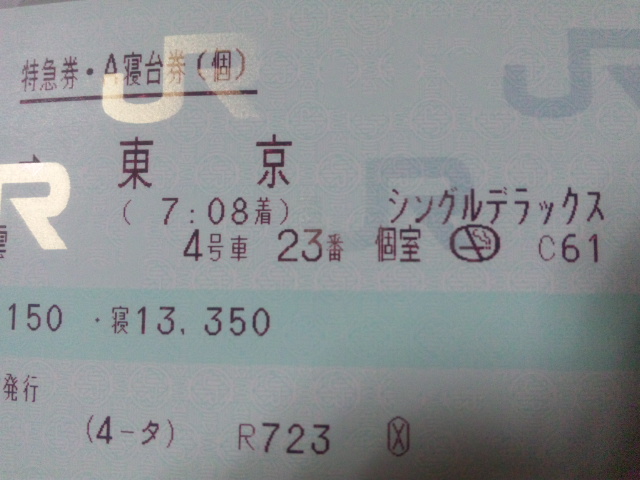 特急券・A寝台券(個)
→ 東京
( 7:08着) シングルデラックス
4号車 23番 個室 C61
150 ・寝13,350
発行
(4-タ) R723
JR
JR
JR
R